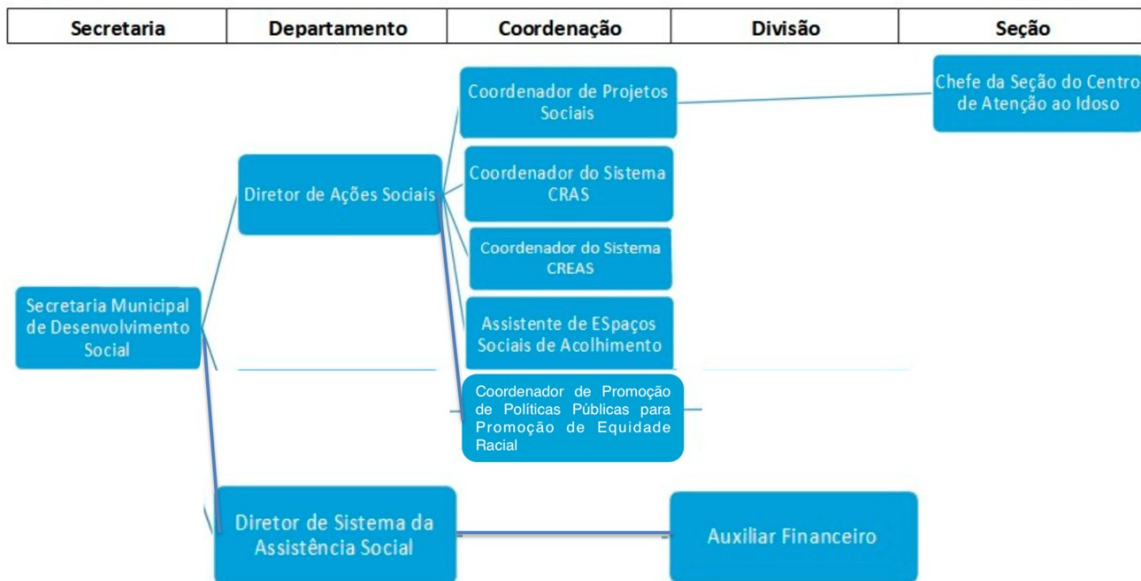 Secretaria
Departamento
Coordenação
Divisão
Seção
Coordenador de Projetos
Sociais
Chefe da Seção do Centro
de Atenção ao Idoso
Diretor de Ações Sociais
Coordenador do Sistema
CRAS
Coordenador do Sistema
CREAS
Secretaria Municipal
de Desenvolvimento
Social
Assistente de ESpaços
Sociais de Acolhimento
Coordenador de Promoção
de Políticas Públicas para
Promoção de Equidade
Racial
Diretor de Sistema da
Assistência Social
Auxiliar Financeiro